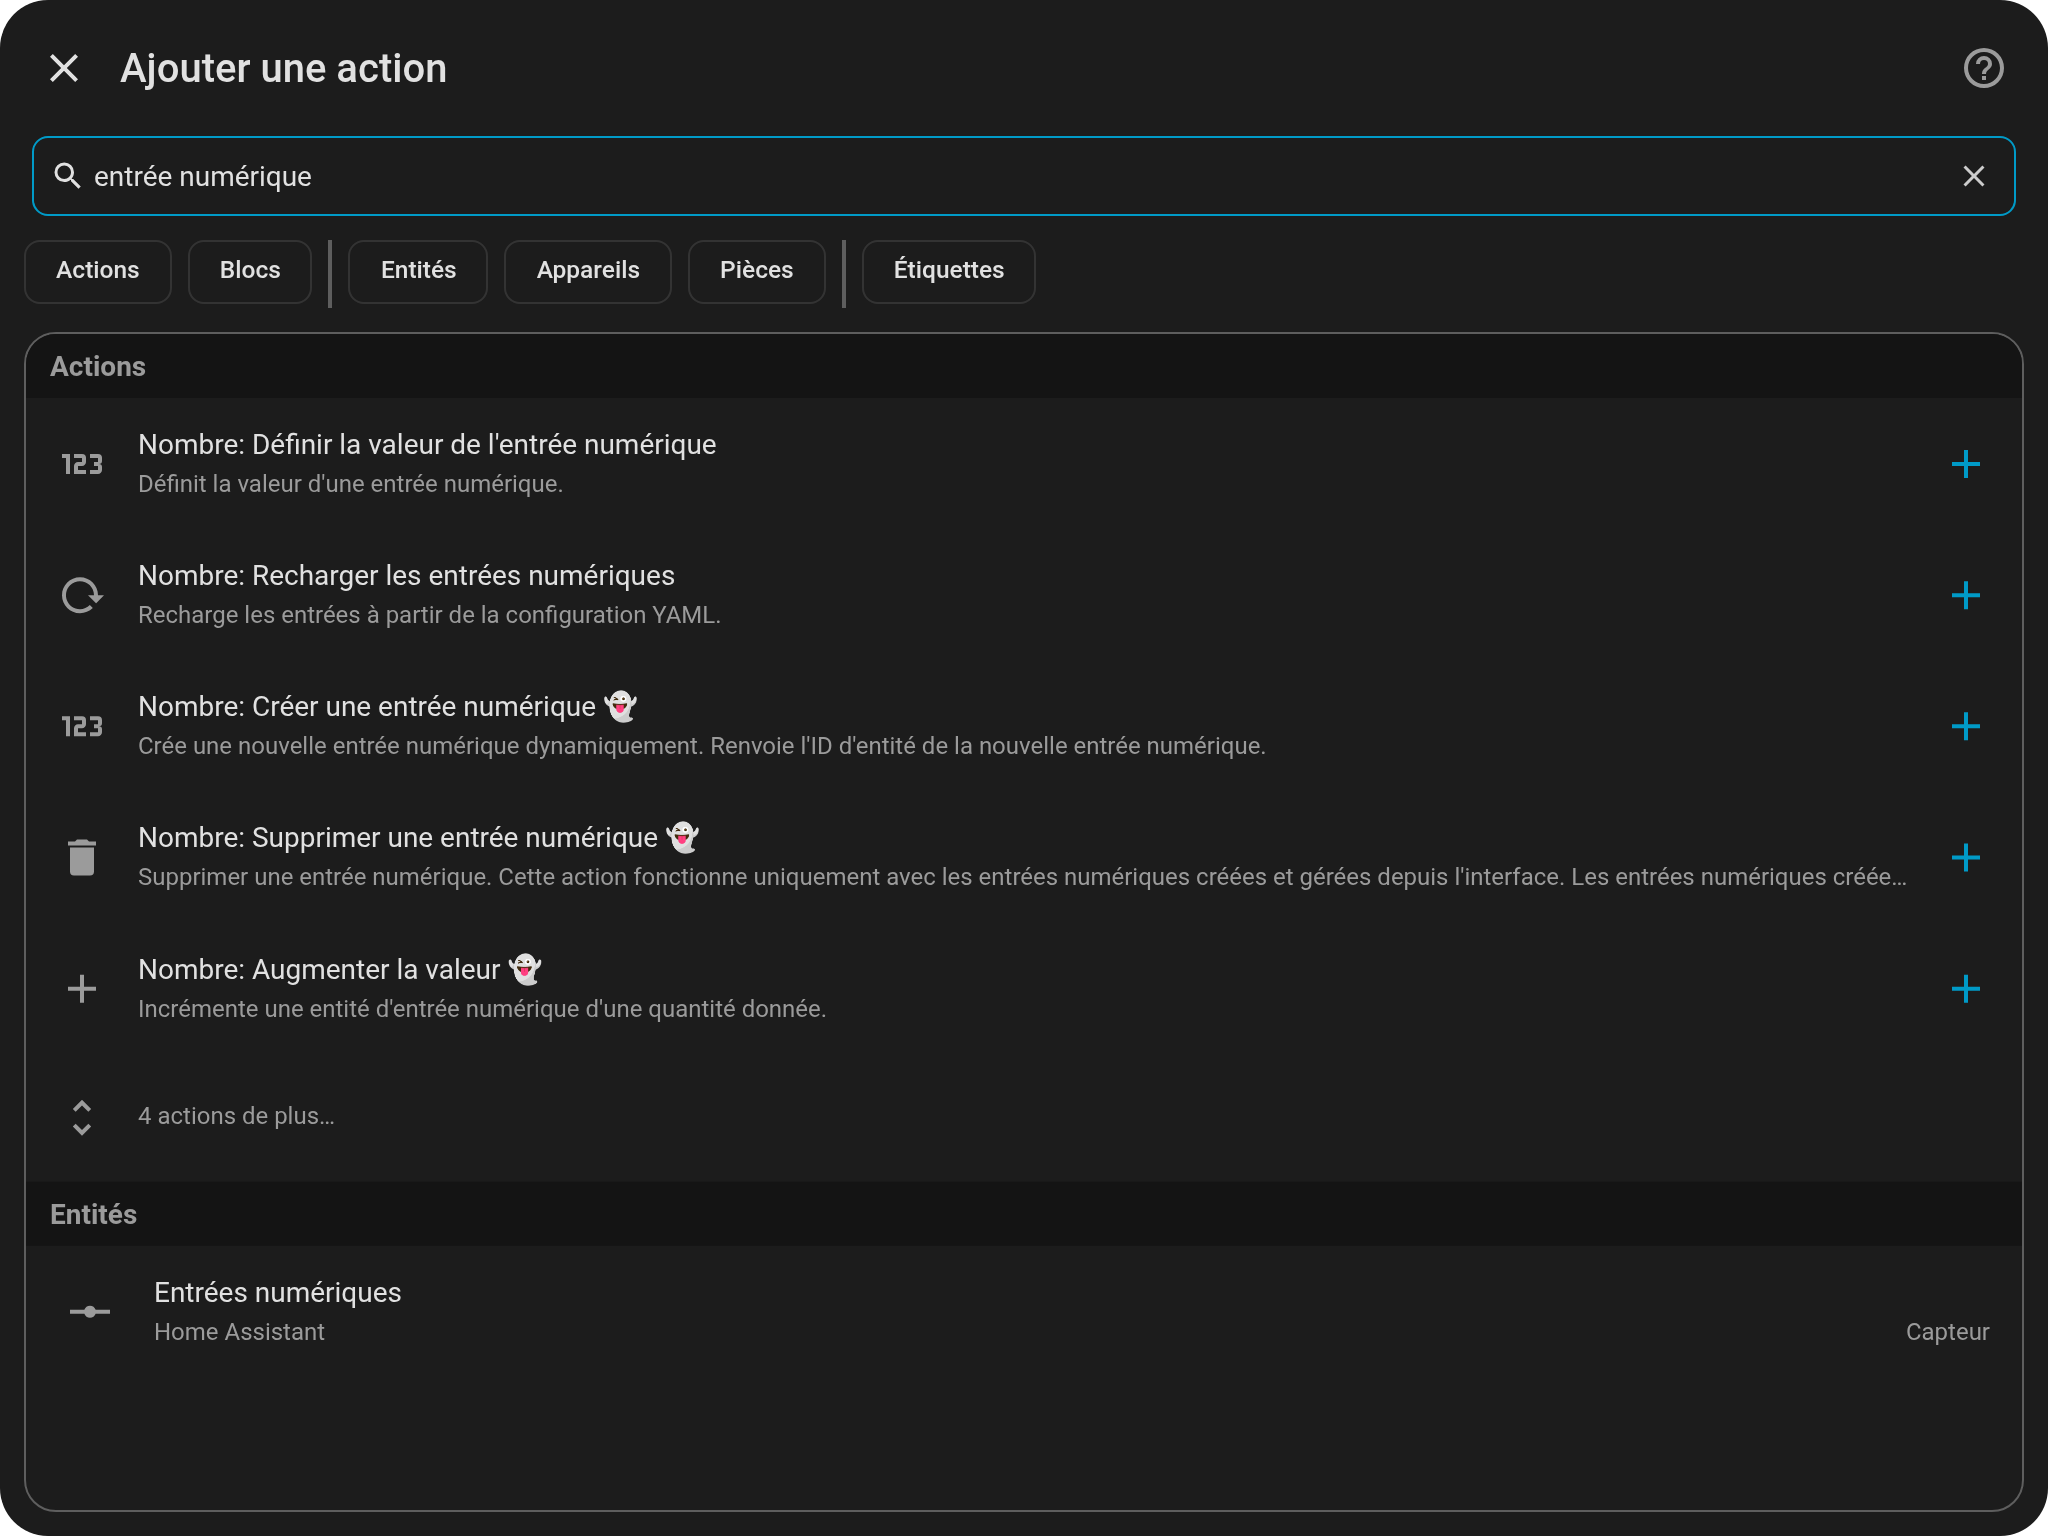 Ajouter une action
entrée numérique
Actions
Blocs
Entités
Appareils
Pièces
Étiquettes
Actions
Nombre: Définir la valeur de l'entrée numérique
Définit la valeur d'une entrée numérique.
Nombre: Recharger les entrées numériques
Recharge les entrées à partir de la configuration YAML.
Nombre: Créer une entrée numérique 👻
Crée une nouvelle entrée numérique dynamiquement. Renvoie l'ID d'entité de la nouvelle entrée numérique.
Nombre: Supprimer une entrée numérique 👻
Supprimer une entrée numérique. Cette action fonctionne uniquement avec les entrées numériques créées et gérées depuis l'interface. Les entrées numériques créée…
Nombre: Augmenter la valeur 👻
Incrémente une entité d'entrée numérique d'une quantité donnée.
4 actions de plus…
Entités
Entrées numériques
Home Assistant
Capteur